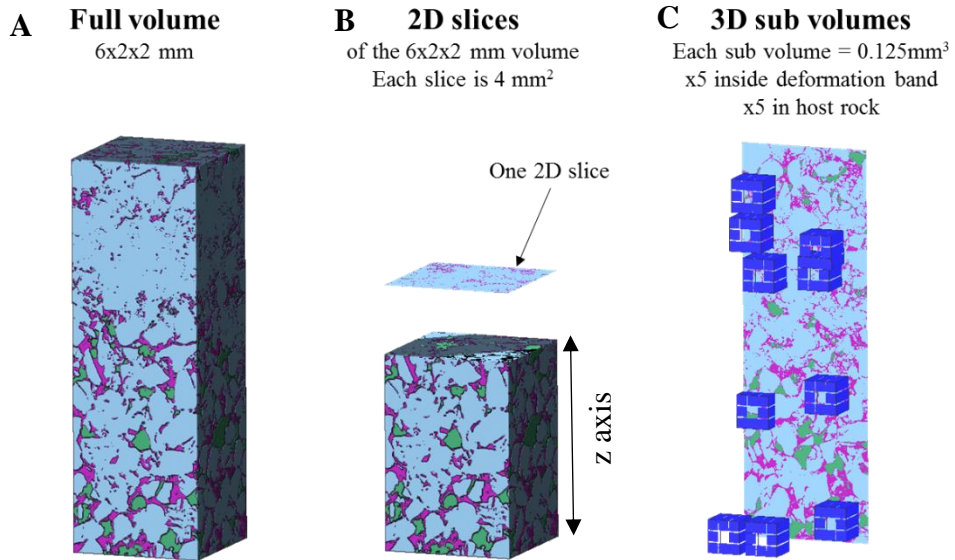 A
Full volume
6x2x2 mm
B
2D slices
of the 6x2x2 mm volume
Each slice is 4 mm²
One 2D slice
z axis
C
3D sub volumes
Each sub volume = 0.125mm³
x5 inside deformation band
x5 in host rock